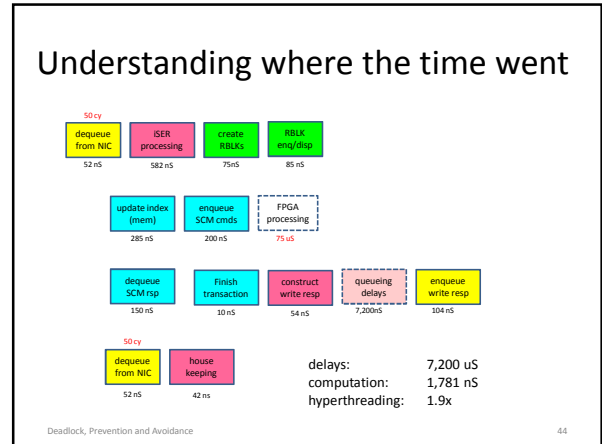 Understanding where the time went
50 cy
dequeue from NIC
52 nS
iSER processing
582 nS
create RBLKs
75nS
RBLK enq/disp
85 nS
update index (mem)
285 nS
enqueue SCM cmds
200 nS
FPGA processing
75 uS
dequeue SCM rsp
150 nS
Finish transaction
10 nS
construct write resp
54 nS
queueing delays
7,200nS
enqueue write resp
104 nS
50 cy
dequeue from NIC
52 nS
house keeping
42 ns
delays: 7,200 uS
computation: 1,781 nS
hyperthreading: 1.9x
Deadlock, Prevention and Avoidance
44